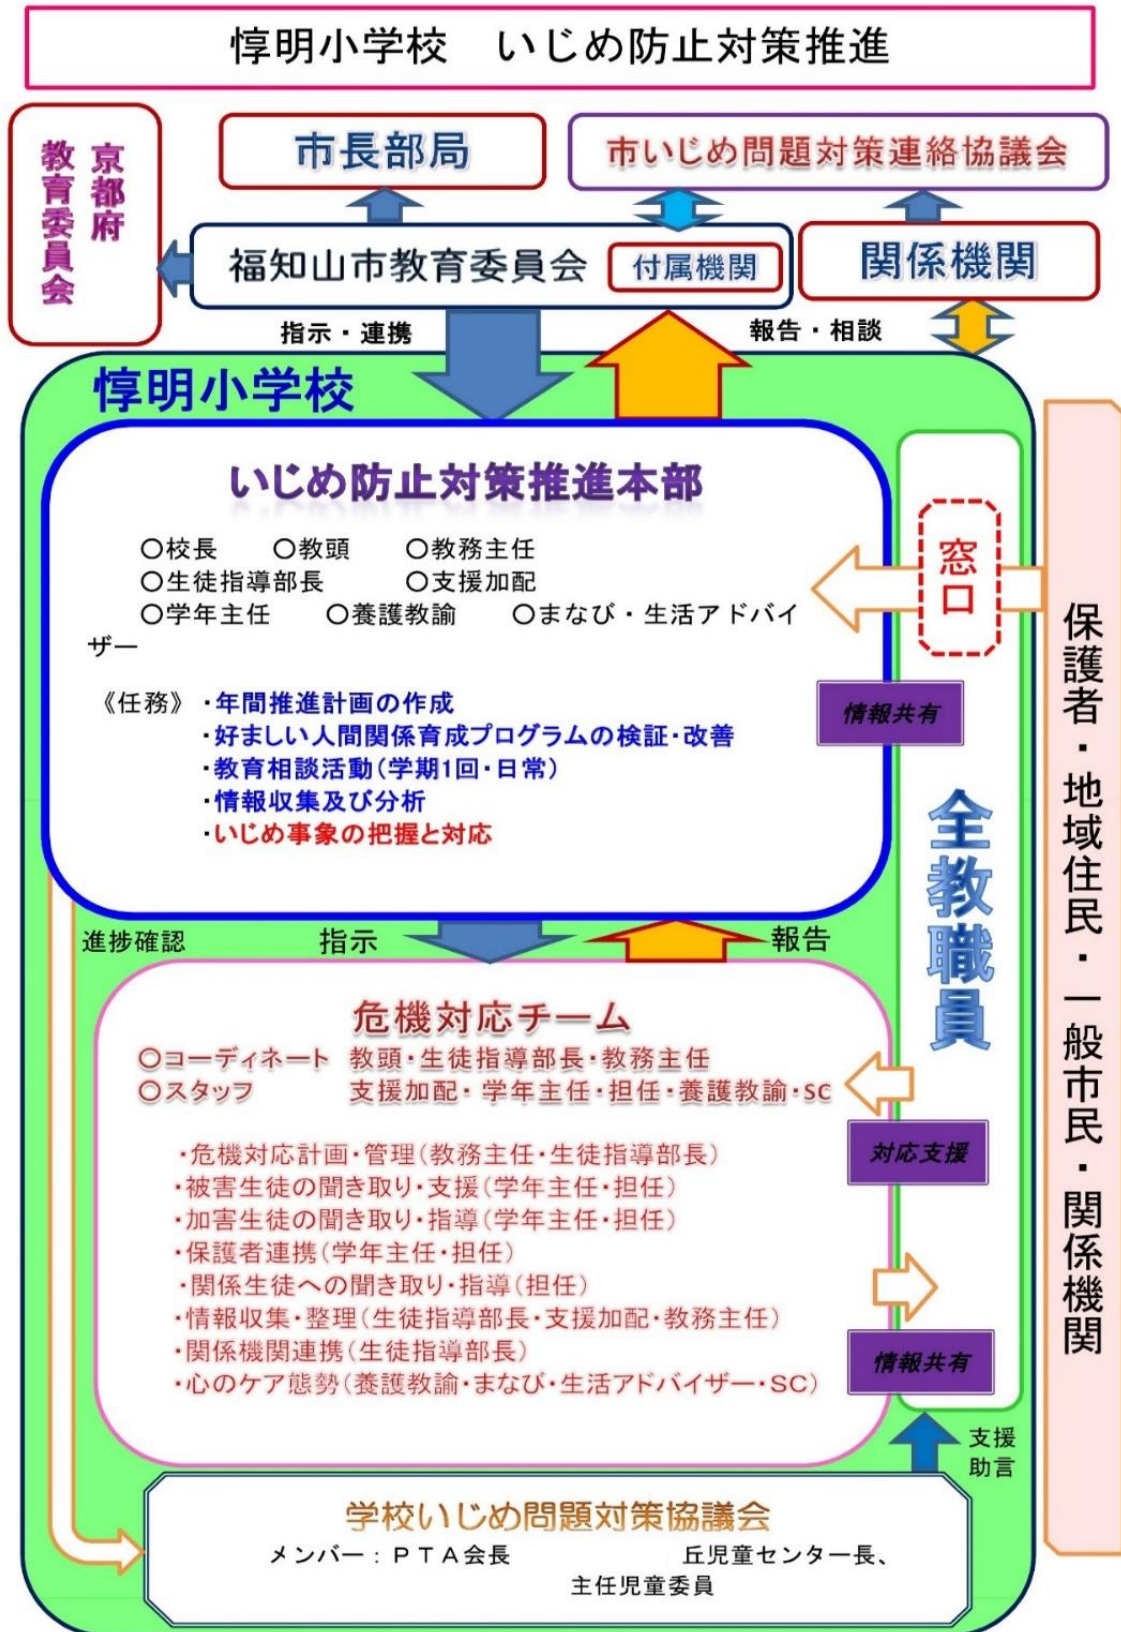 惇明小学校　いじめ防止対策推進
京都府
教育委員会
市長部局
市いじめ問題対策連絡協議会
福知山市教育委員会
付属機関
関係機関
指示・連携
報告・相談
惇明小学校
いじめ防止対策推進本部
○校長　○教頭　○教務主任
○生徒指導部長　○支援加配
○学年主任　○養護教諭　○まなび・生活アドバイ
ザー
《任務》・年間推進計画の作成
・好ましい人間関係育成プログラムの検証・改善
・教育相談活動(学期1回・日常)
・情報収集及び分析
・いじめ事象の把握と対応
窓口
情報共有
全教職員
保護者・地域住民・一般市民・関係機関
進捗確認
指示
報告
危機対応チーム
○コーディネート　教頭・生徒指導部長・教務主任
○スタッフ　支援加配・学年主任・担任・養護教諭・SC
・危機対応計画・管理(教務主任・生徒指導部長)
・被害生徒の聞き取り・支援(学年主任・担任)
・加害生徒の聞き取り・指導(学年主任・担任)
・保護者連携(学年主任・担任)
・関係生徒への聞き取り・指導(担任)
・情報収集・整理(生徒指導部長・支援加配・教務主任)
・関係機関連携(生徒指導部長)
・心のケア態勢(養護教諭・まなび・生活アドバイザー・SC)
対応支援
情報共有
支援
助言
学校いじめ問題対策協議会
メンバー：ＰＴＡ会長　丘児童センター長、
主任児童委員